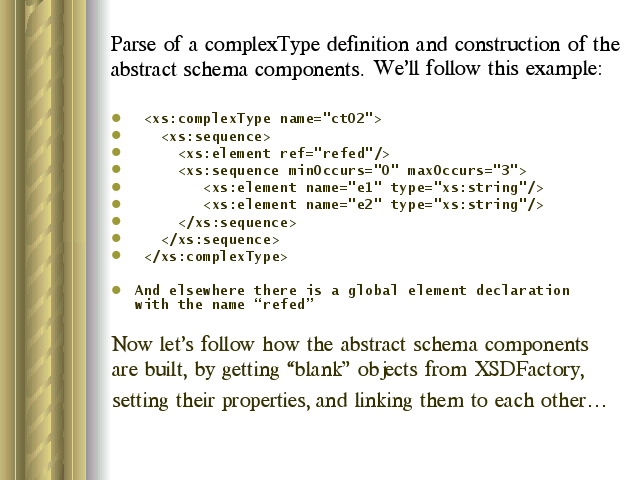 Parse of a complexType definition and construction of the
abstract schema components. We'll follow this example:
<xs:complexType name="ct02">
<xs:sequence>
<xs:element ref="refed"/>
<xs:sequence minOccurs="0" maxOccurs="3">
<xs:element name="e1" type="xs:string"/>
<xs:element name="e2" type="xs:string"/>
</xs:sequence>
</xs:sequence>
</xs:complexType>
And elsewhere there is a global element declaration
with the name “refed”
Now let's follow how the abstract schema components
are built, by getting “blank” objects from XSDFactory,
setting their properties, and linking them to each other…